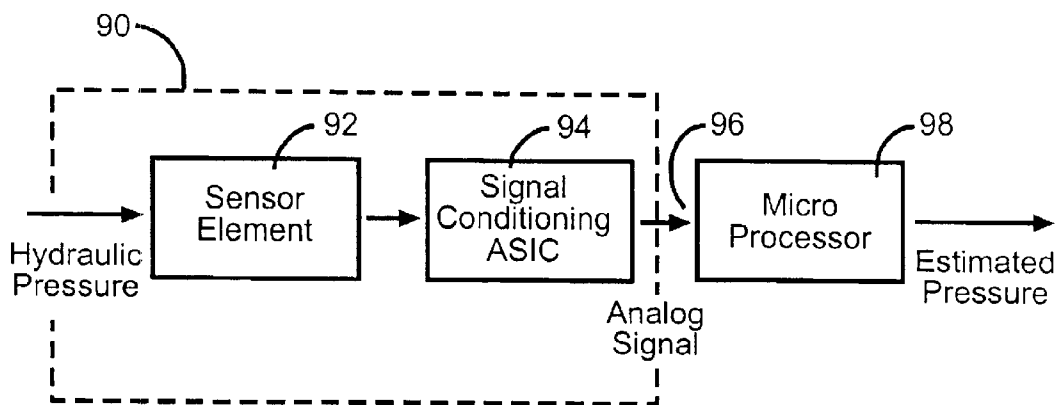 90
92
94
96
98
Sensor
Element
Signal
Conditioning
ASIC
Micro
Processor
Hydraulic
Pressure
Estimated
Pressure
Analog
Signal